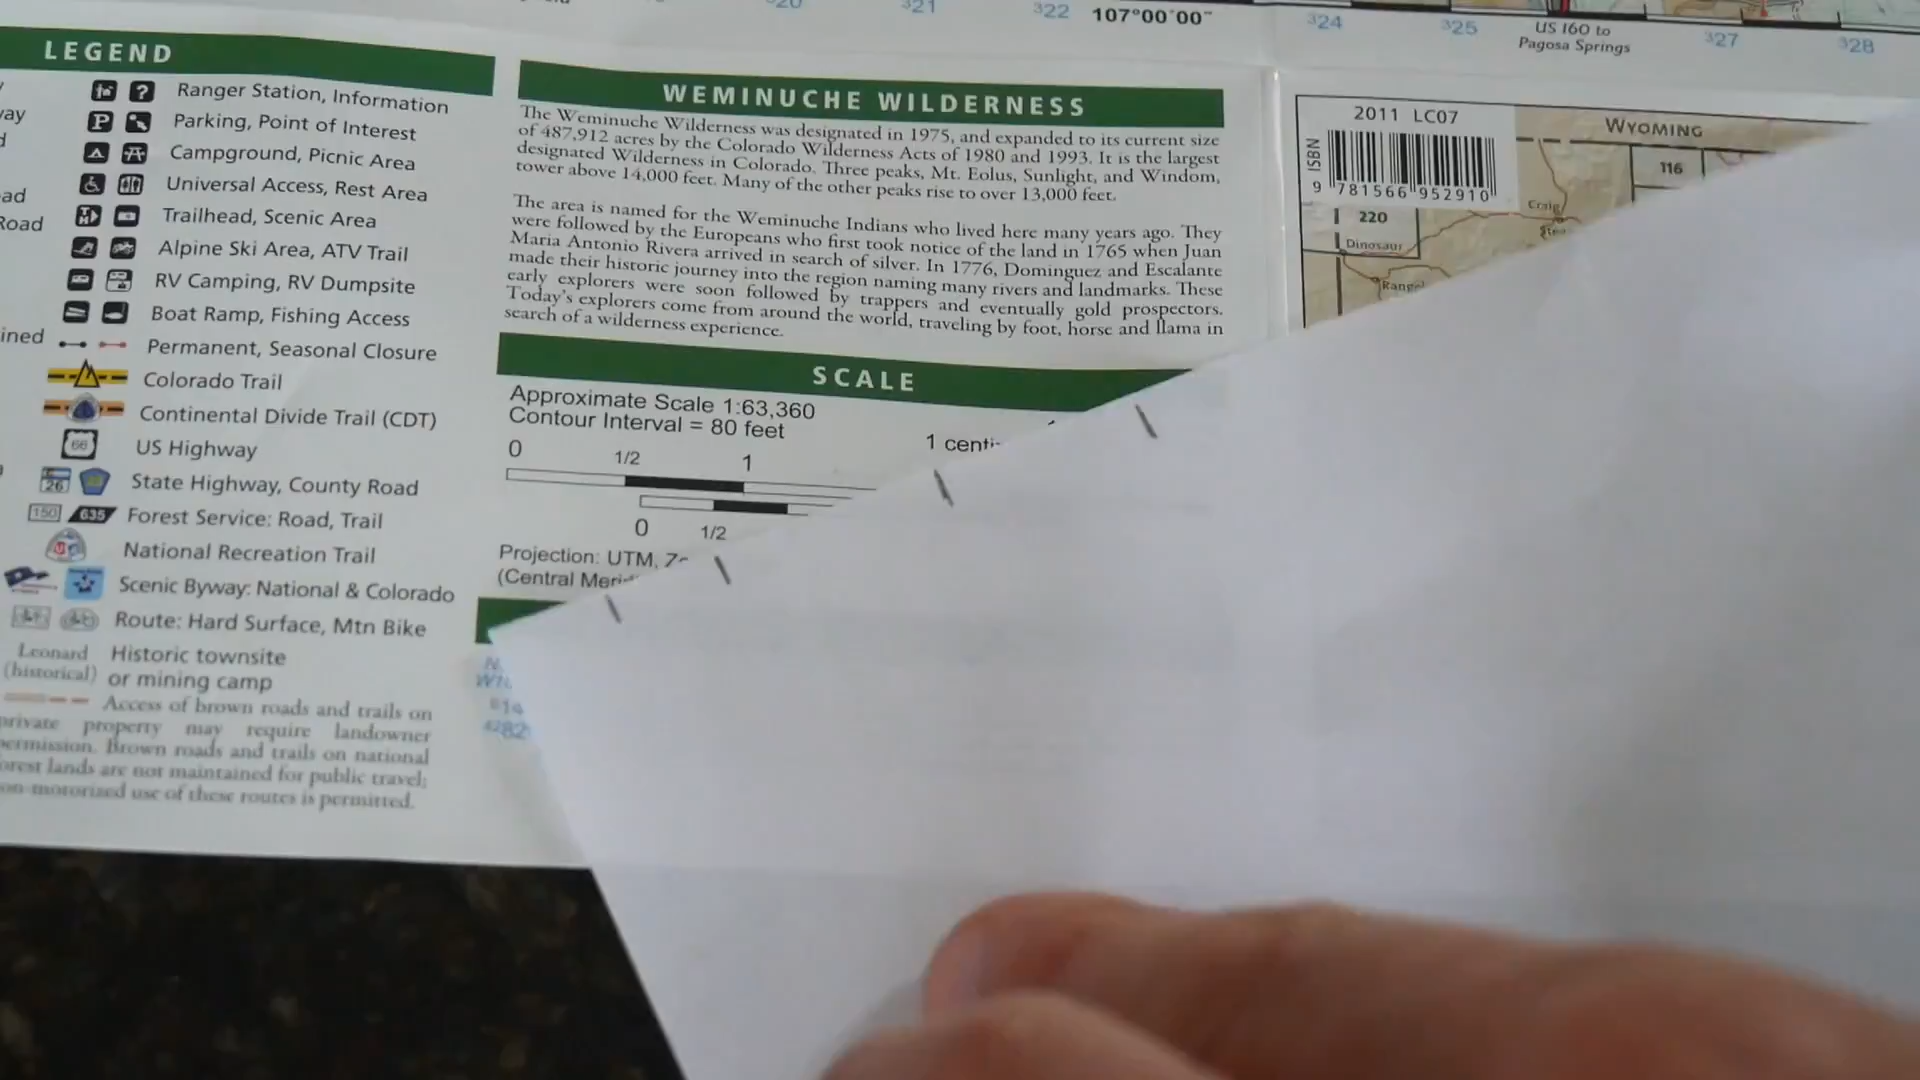 320
321
322
107°00'00"
324
325
US 160 to
Pagosa Springs
327
328
LEGEND
Ranger Station, Information
Parking, Point of Interest
Campground, Picnic Area
Universal Access, Rest Area
Trailhead, Scenic Area
Alpine Ski Area, ATV Trail
RV Camping, RV Dumpsite
Boat Ramp, Fishing Access
Permanent, Seasonal Closure
Colorado Trail
Continental Divide Trail (CDT)
66 US Highway
26 State Highway, County Road
150 635 Forest Service: Road, Trail
National Recreation Trail
Scenic Byway: National & Colorado
Route: Hard Surface, Mtn Bike
Leonard Historic townsite
(historical) or mining camp
Access of brown roads and trails on
private property may require landowner
permission. Brown roads and trails on national
forest lands are not maintained for public travel;
non-motorized use of these routes is permitted.
WEMINUCHE WILDERNESS
The Weminuche Wilderness was designated in 1975, and expanded to its current size
of 487,912 acres by the Colorado Wilderness Acts of 1980 and 1993. It is the largest
designated Wilderness in Colorado. Three peaks, Mt. Eolus, Sunlight, and Windom,
tower above 14,000 feet. Many of the other peaks rise to over 13,000 feet.
The area is named for the Weminuche Indians who lived here many years ago. They
were followed by the Europeans who first took notice of the land in 1765 when Juan
Maria Antonio Rivera arrived in search of silver. In 1776, Dominguez and Escalante
made their historic journey into the region naming many rivers and landmarks. These
early explorers were soon followed by trappers and eventually gold prospectors.
Today's explorers come from around the world, traveling by foot, horse and llama in
search of a wilderness experience.
SCALE
Approximate Scale 1:63,360
Contour Interval = 80 feet
1 centi
0 1/2 1
0 1/2
Projection: UTM,
(Central Meri
2011 LC07
ISBN
9 781566 952910
WYOMING
116
220
Craig
Dinosaur
Rangel